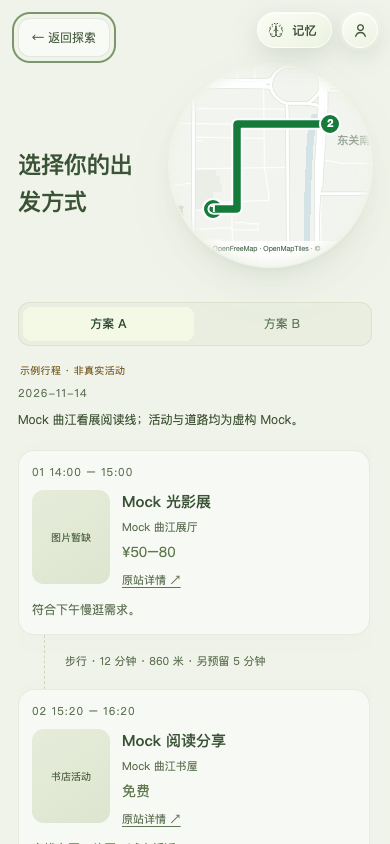 ← 返回探索
记忆
2
东关南
OpenFreeMap · OpenMapTiles · ©
选择你的出
发方式
方案 A
方案 B
示例行程 · 非真实活动
2026-11-14
Mock 曲江看展阅读线；活动与道路均为虚构 Mock。
01 14:00 — 15:00
图片暂缺
Mock 光影展
Mock 曲江展厅
¥50—80
原站详情 ↗
符合下午慢逛需求。
步行 · 12 分钟 · 860 米 · 另预留 5 分钟
02 15:20 — 16:20
书店活动
Mock 阅读分享
Mock 曲江书屋
免费
原站详情 ↗